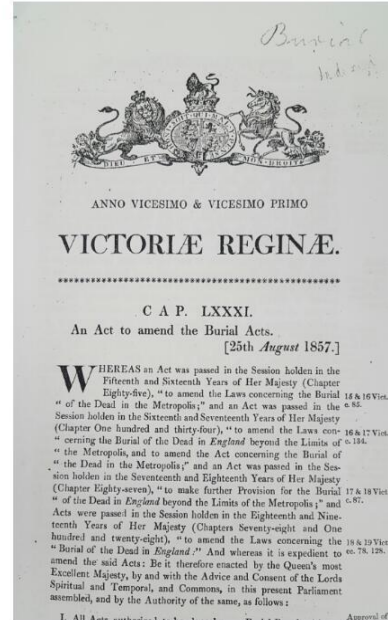 Burial
DIEU ET MON DROIT
ANNO VICESIMO & VICESIMO PRIMO
VICTORIÆ REGINÆ.
CAP. LXXXI.
An Act to amend the Burial Acts.
[25th August 1857.]
WHEREAS an Act was passed in the Session holden in the
Fifteenth and Sixteenth Years of Her Majesty (Chapter
Eighty-five), "to amend the Laws concerning the Burial 15 & 16 Vict.
" of the Dead in the Metropolis;" and an Act was passed in the c. 85.
Session holden in the Sixteenth and Seventeenth Years of Her Majesty
(Chapter One hundred and thirty-four), "to amend the Laws con- 16 & 17 Vict.
" cerning the Burial of the Dead in England beyond the Limits of c. 134.
" the Metropolis, and to amend the Act concerning the Burial of
" the Dead in the Metropolis;" and an Act was passed in the Ses-
sion holden in the Seventeenth and Eighteenth Years of Her Majesty
(Chapter Eighty-seven), "to make further Provision for the Burial 17 & 18 Vict
" of the Dead in England beyond the Limits of the Metropolis;" and c. 87.
Acts were passed in the Session holden in the Eighteenth and Nine-
teenth Years of Her Majesty (Chapters Seventy-eight and One
hundred and twenty-eight), "to amend the Laws concerning the 18 & 19 Vict
" Burial of the Dead in England:" And whereas it is expedient to cc. 78. 128.
amend the said Acts: Be it therefore enacted by the Queen's most
Excellent Majesty, by and with the Advice and Consent of the Lords
Spiritual and Temporal, and Commons, in this present Parliament
assembled, and by the Authority of the same, as follows:
Approval of